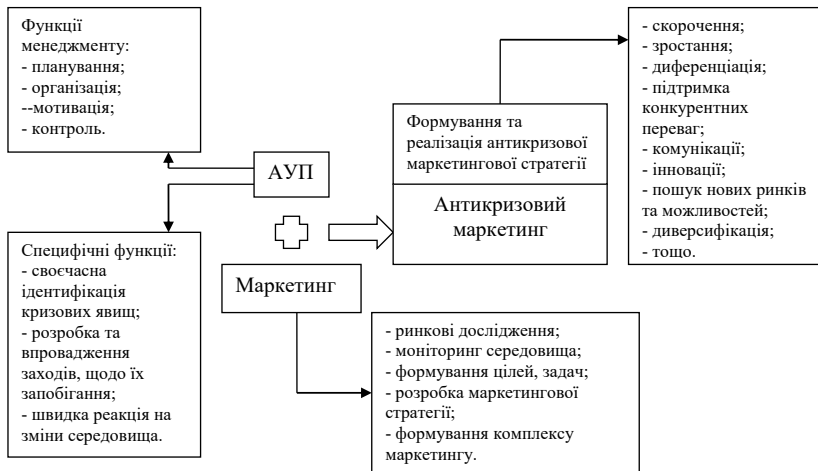 Функції
менеджменту:
- планування;
- організація;
--мотивація;
- контроль.
АУП
Специфічні функції:
- своєчасна
ідентифікація
кризових явищ;
- розробка та
впровадження
заходів, щодо їх
запобігання;
- швидка реакція на
зміни середовища.
Маркетинг
Формування та
реалізація антикризової
маркетингової стратегії
Антикризовий
маркетинг
- скорочення;
- зростання;
- диференціація;
- підтримка
конкурентних
переваг;
- комунікації;
- інновації;
- пошук нових ринків
та можливостей;
- диверсифікація;
- тощо.
- ринкові дослідження;
- моніторинг середовища;
- формування цілей, задач;
- розробка маркетингової
стратегії;
- формування комплексу
маркетингу.